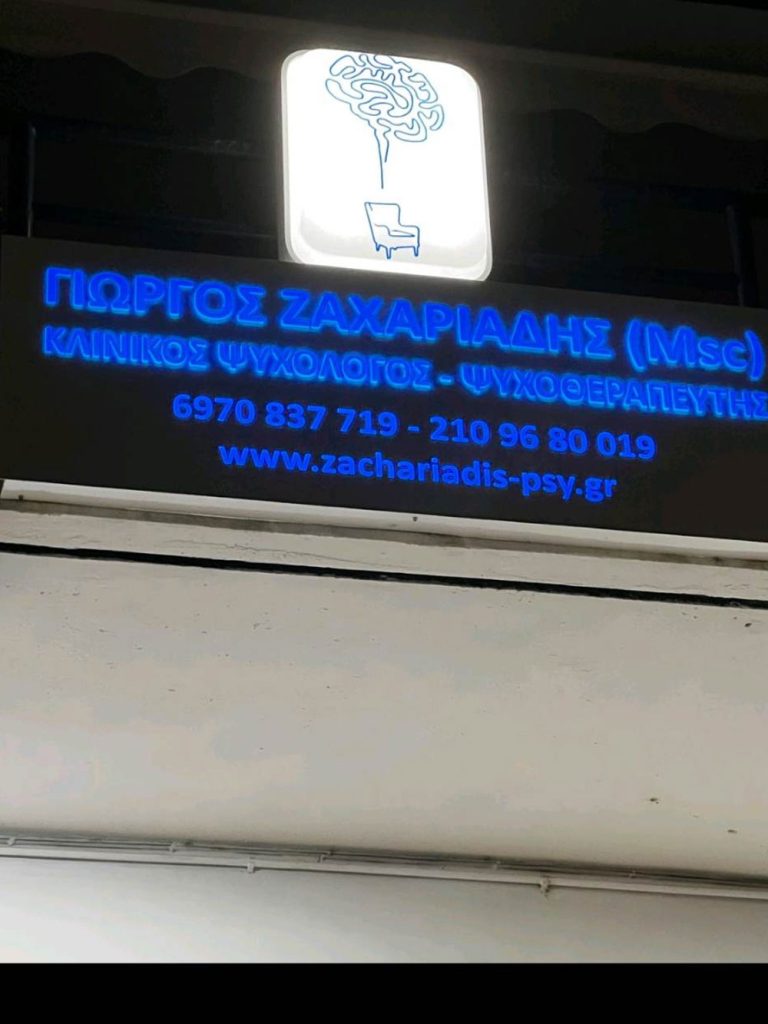 ΓΙΩΡΓΟΣ ΖΑΧΑΡΙΑΔΗΣ (Msc)
ΚΛΙΝΙΚΟΣ ΨΥΧΟΛΟΓΟΣ - ΨΥΧΟΘΕΡΑΠΕΥΤΗΣ
6970 837 719 - 210 96 80 019
www.zachariadis-psy.gr